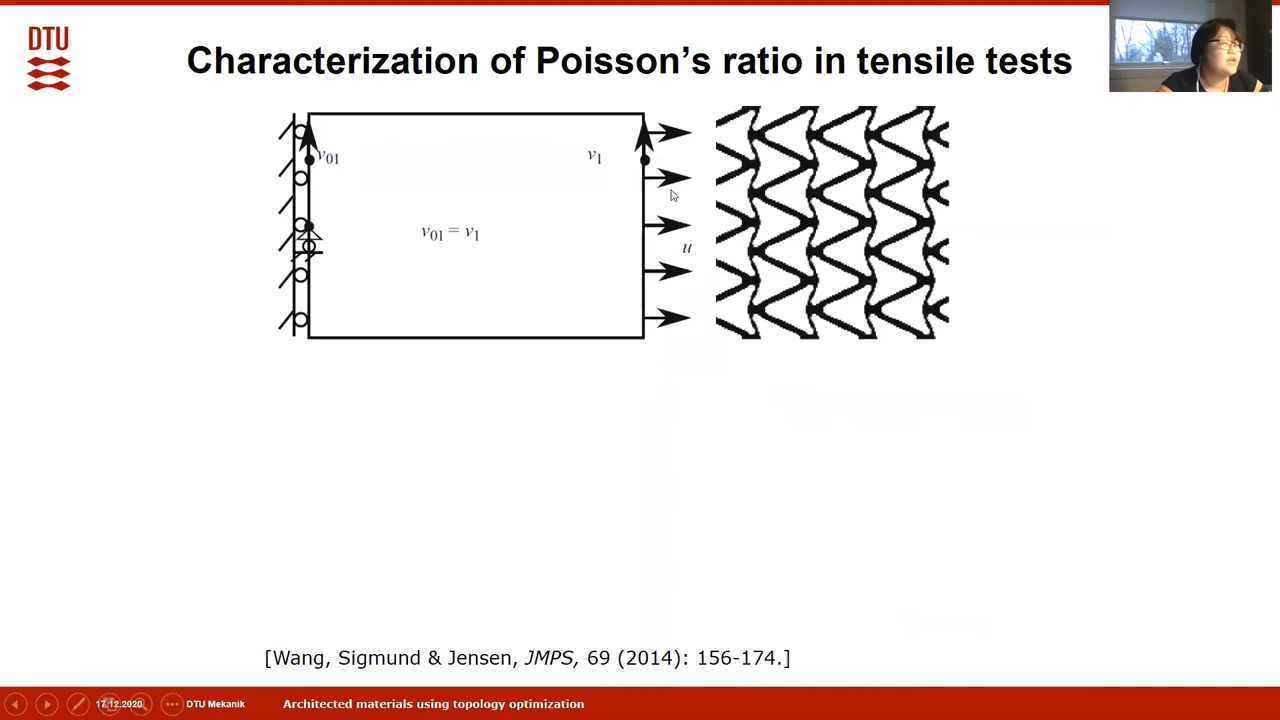 DTU
Characterization of Poisson's ratio in tensile tests
v01
v1
v01 = v1
u
[Wang, Sigmund & Jensen, JMPS, 69 (2014): 156-174.]
17.12.2020
DTU Mekanik
Architected materials using topology optimization